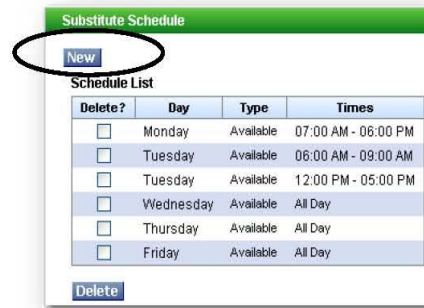 Substitute Schedule
New
Schedule List
Delete? Day Type Times
Monday Available 07:00 AM - 06:00 PM
Tuesday Available 06:00 AM - 09:00 AM
Tuesday Available 12:00 PM - 05:00 PM
Wednesday Available All Day
Thursday Available All Day
Friday Available All Day
Delete